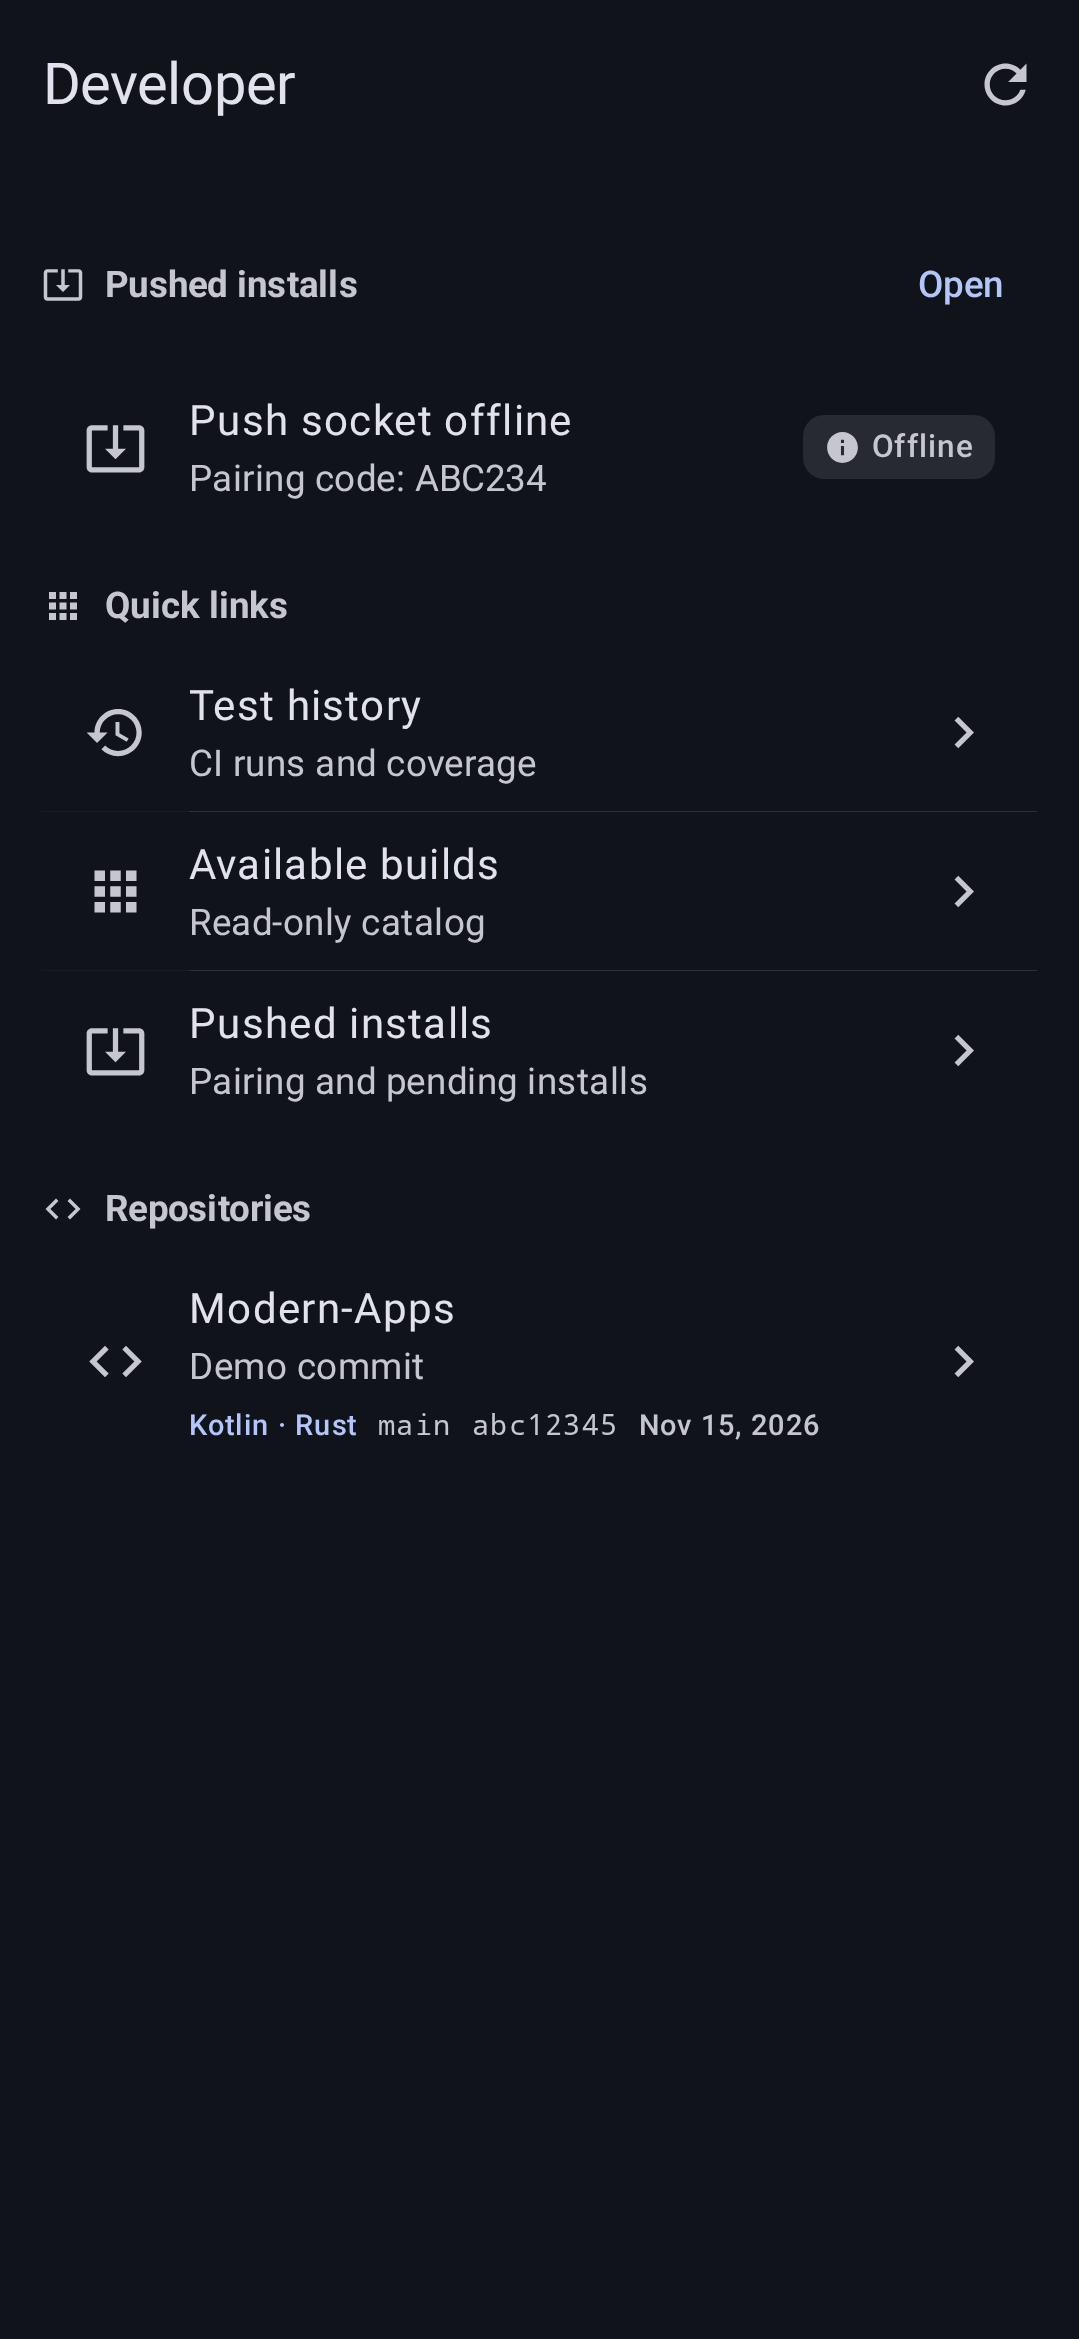 Developer
Pushed installs
Open
Push socket offline
Pairing code: ABC234
Offline
Quick links
Test history
CI runs and coverage
Available builds
Read-only catalog
Pushed installs
Pairing and pending installs
Repositories
Modern-Apps
Demo commit
Kotlin · Rust main abc12345 Nov 15, 2026